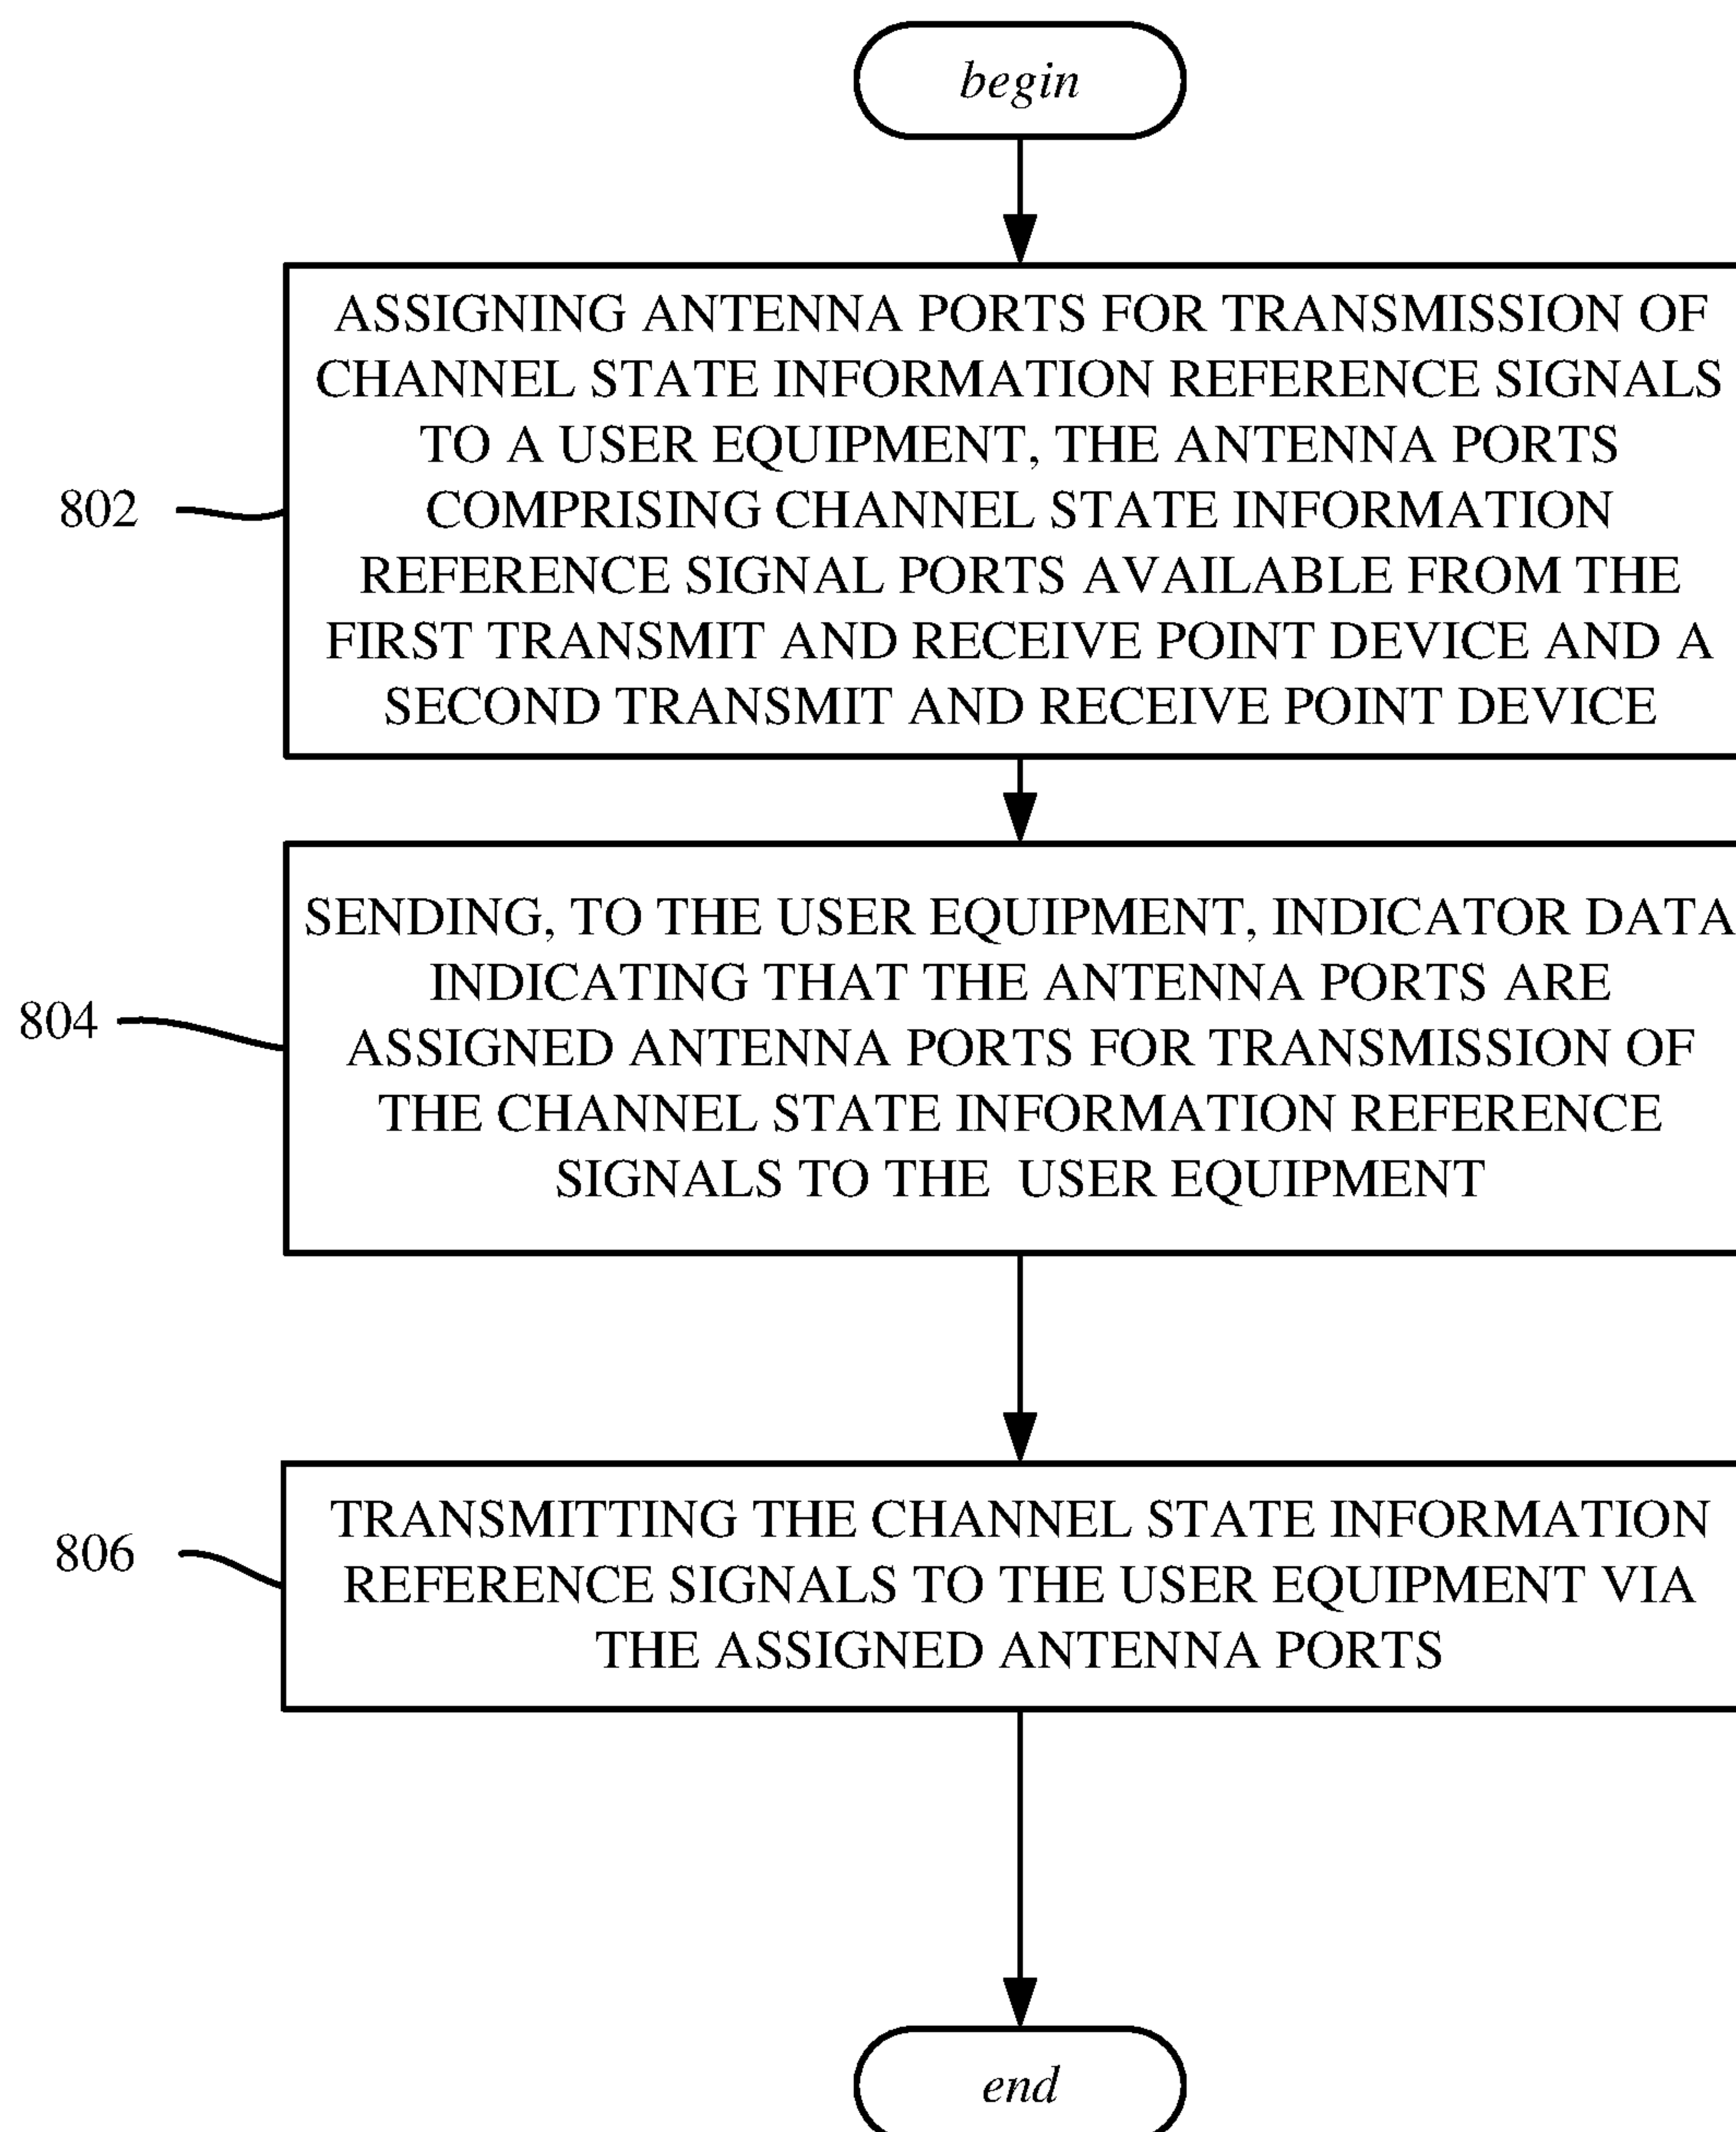 begin
ASSIGNING ANTENNA PORTS FOR TRANSMISSION OF
CHANNEL STATE INFORMATION REFERENCE SIGNALS
TO A USER EQUIPMENT, THE ANTENNA PORTS
COMPRISING CHANNEL STATE INFORMATION
REFERENCE SIGNAL PORTS AVAILABLE FROM THE
FIRST TRANSMIT AND RECEIVE POINT DEVICE AND A
SECOND TRANSMIT AND RECEIVE POINT DEVICE
802
SENDING, TO THE USER EQUIPMENT, INDICATOR DATA
INDICATING THAT THE ANTENNA PORTS ARE
ASSIGNED ANTENNA PORTS FOR TRANSMISSION OF
THE CHANNEL STATE INFORMATION REFERENCE
SIGNALS TO THE USER EQUIPMENT
804
TRANSMITTING THE CHANNEL STATE INFORMATION
REFERENCE SIGNALS TO THE USER EQUIPMENT VIA
THE ASSIGNED ANTENNA PORTS
806
end